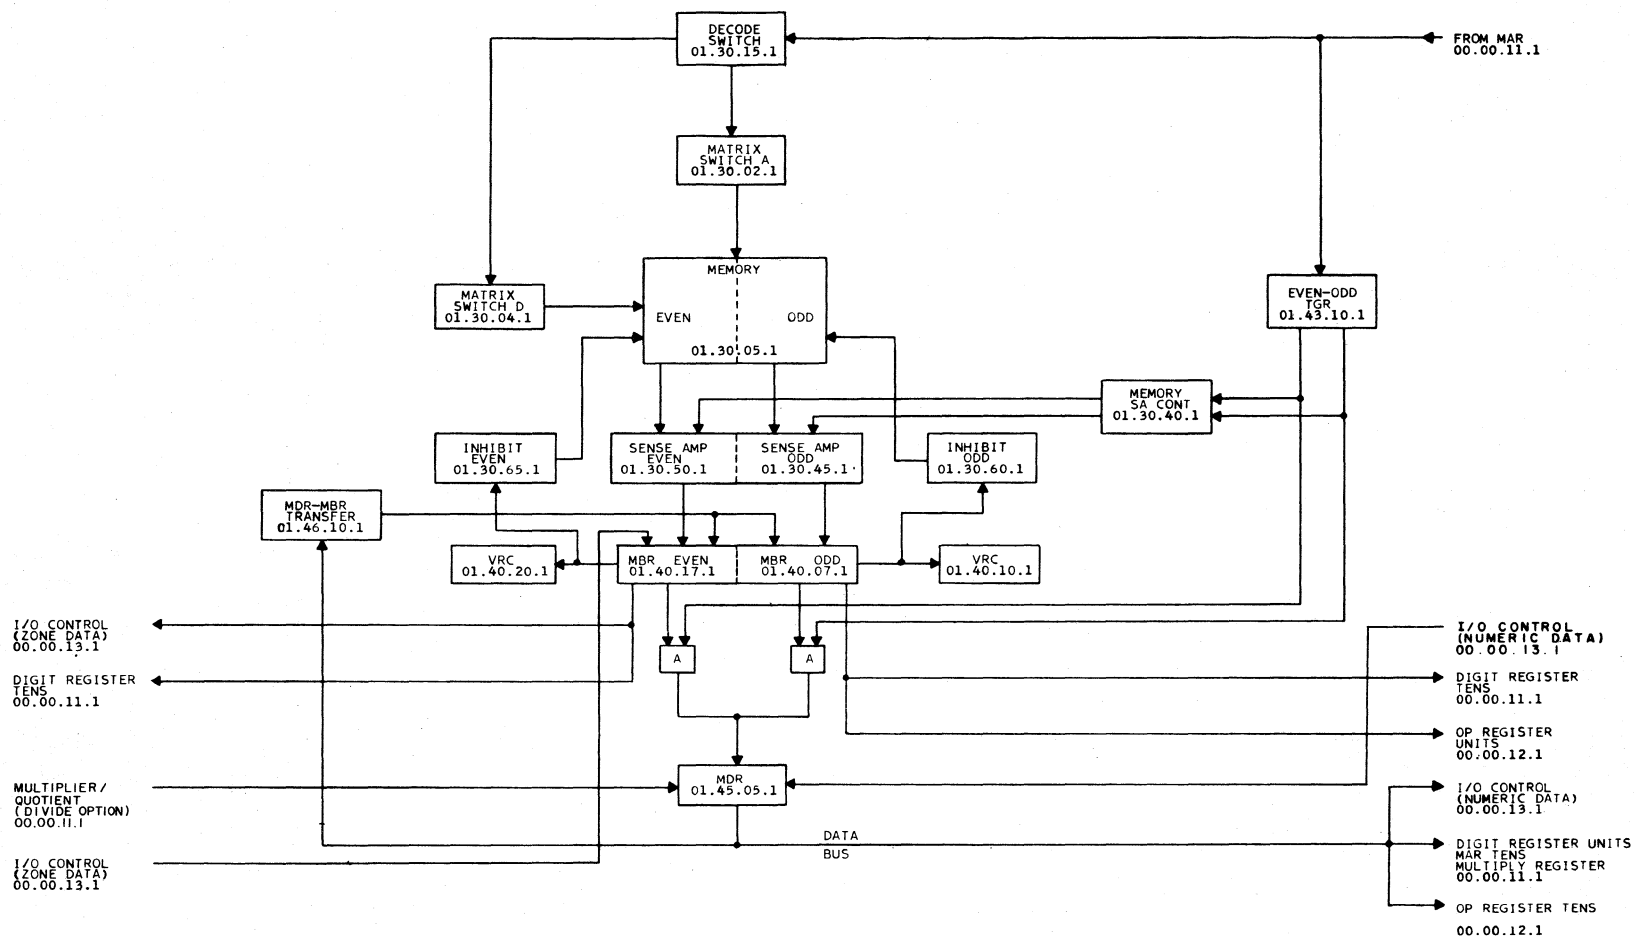 DECODE
SWITCH
01.30.15.1
FROM MAR
00.00.11.1
MATRIX
SWITCH A
01.30.02.1
MEMORY
EVEN ODD
01.30.05.1
MATRIX
SWITCH D
01.30.04.1
EVEN-ODD
TGR
01.43.10.1
MEMORY
SA CONT
01.30.40.1
INHIBIT
EVEN
01.30.65.1
SENSE AMP
EVEN
01.30.50.1
SENSE AMP
ODD
01.30.45.1
INHIBIT
ODD
01.30.60.1
MDR-MBR
TRANSFER
01.46.10.1
VRC
01.40.20.1
MBR EVEN
01.40.17.1
MBR ODD
01.40.07.1
VRC
01.40.10.1
I/O CONTROL
(ZONE DATA)
00.00.13.1
A
A
I/O CONTROL
(NUMERIC DATA)
00.00.13.1
DIGIT REGISTER
TENS
00.00.11.1
DIGIT REGISTER
TENS
00.00.11.1
OP REGISTER
UNITS
00.00.12.1
MULTIPLIER/
QUOTIENT
(DIVIDE OPTION)
00.00.11.1
MDR
01.45.05.1
I/O CONTROL
(NUMERIC DATA)
00.00.13.1
DATA
BUS
DIGIT REGISTER UNITS
MAR TENS
MULTIPLY REGISTER
00.00.11.1
I/O CONTROL
(ZONE DATA)
00.00.13.1
OP REGISTER TENS
00.00.12.1